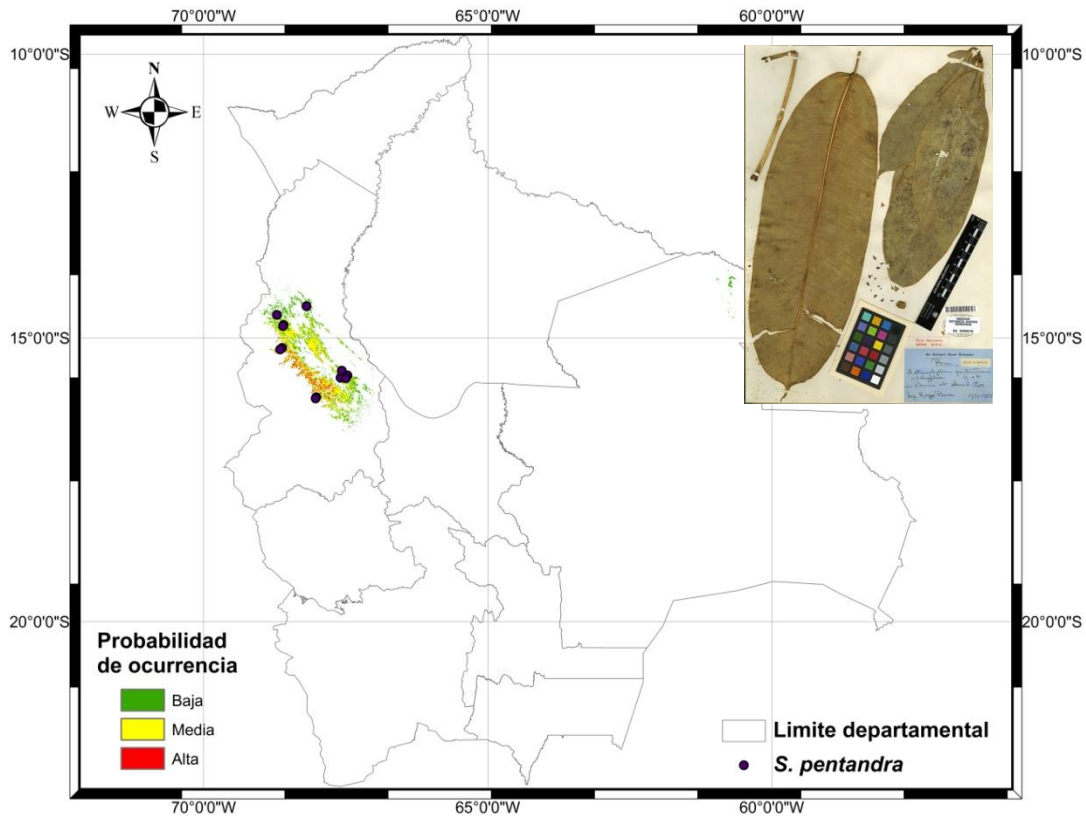 70°0'0"W 65°0'0"W 60°0'0"W
10°0'0"S 10°0'0"S
N
W E
S
15°0'0"S 15°0'0"S
20°0'0"S 20°0'0"S
Probabilidad
de ocurrencia
Baja
Media
Alta
Limite departamental
S. pentandra
70°0'0"W 65°0'0"W 60°0'0"W